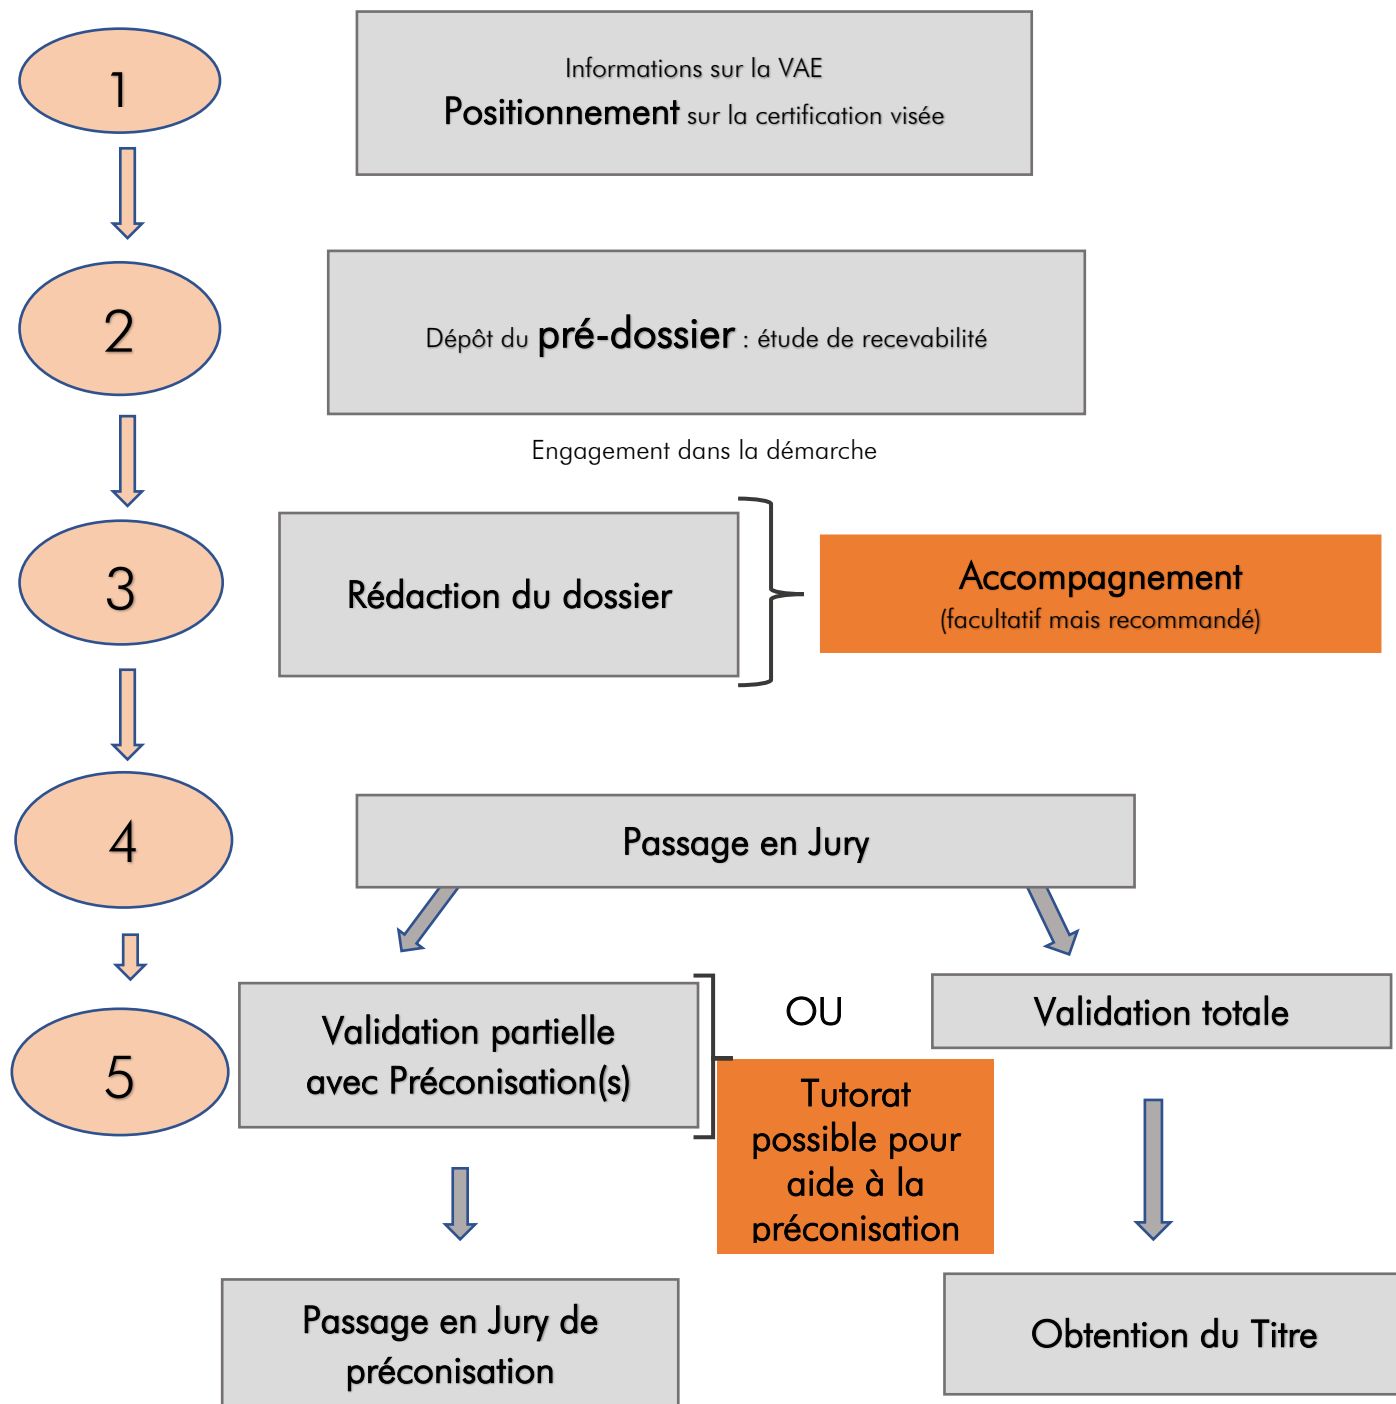 1
Informations sur la VAE
Positionnement sur la certification visée
2
Dépôt du pré-dossier : étude de recevabilité
Engagement dans la démarche
3
Rédaction du dossier
Accompagnement
(facultatif mais recommandé)
4
Passage en Jury
5
Validation partielle
avec Préconisation(s)
OU
Validation totale
Tutorat
possible pour
aide à la
préconisation
Passage en Jury de
préconisation
Obtention du Titre